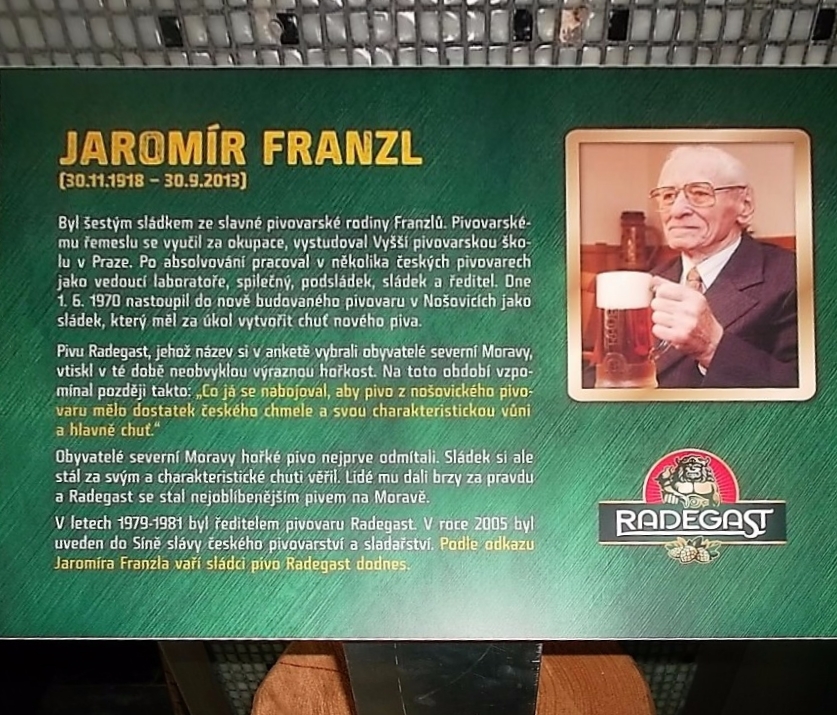 JAROMÍR FRANZL
(30.11.1918 – 30.9.2013)
Byl šestým sládkem ze slavné pivovarské rodiny Franzlů. Pivovarské-
mu řemeslu se vyučil za okupace, vystudoval Vyšší pivovarskou ško-
lu v Praze. Po absolvování pracoval v několika českých pivovarech
jako vedoucí laboratoře, spilečný, podsládek, sládek a ředitel. Dne
1. 6. 1970 nastoupil do nově budovaného pivovaru v Nošovicích jako
sládek, který měl za úkol vytvořit chuť nového piva.
Pivu Radegast, jehož název si v anketě vybrali obyvatelé severní Moravy,
vtiskl v té době neobvyklou výraznou hořkost. Na toto období vzpo-
mínal později takto: „Co já se nabojoval, aby pivo z nošovického pivo-
varu mělo dostatek českého chmele a svou charakteristickou vůni
a hlavně chuť.“
Obyvatelé severní Moravy hořké pivo nejprve odmítali. Sládek si ale
stál za svým a charakteristické chuti věřil. Lidé mu dali brzy za pravdu
a Radegast se stal nejoblíbenějším pivem na Moravě.
V letech 1979-1981 byl ředitelem pivovaru Radegast. V roce 2005 byl
uveden do Síně slávy českého pivovarství a sladařství. Podle odkazu
Jaromíra Franzla vaří sládci pivo Radegast dodnes.
RADEGAST